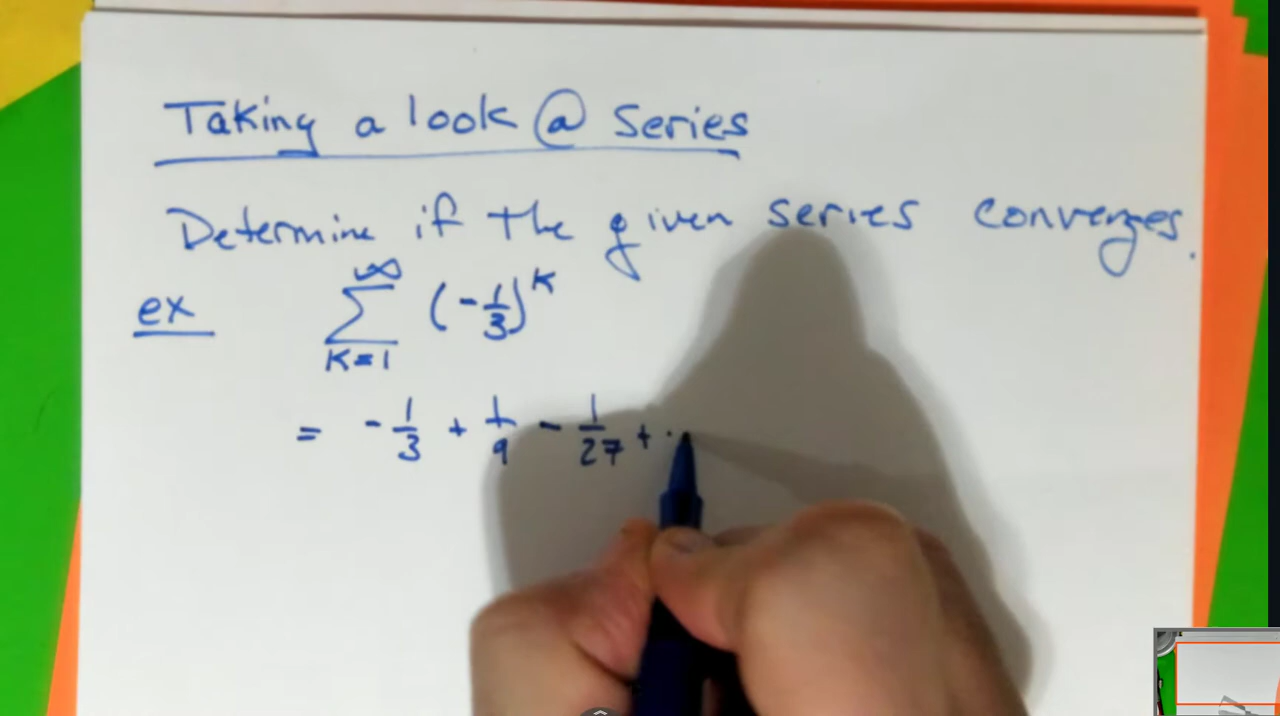 Taking a look @ series
Determine if the given series converges.
ex ∑_{K=1}^{∞} (-1/3)^K
= -1/3 + 1/9 - 1/27 + ..